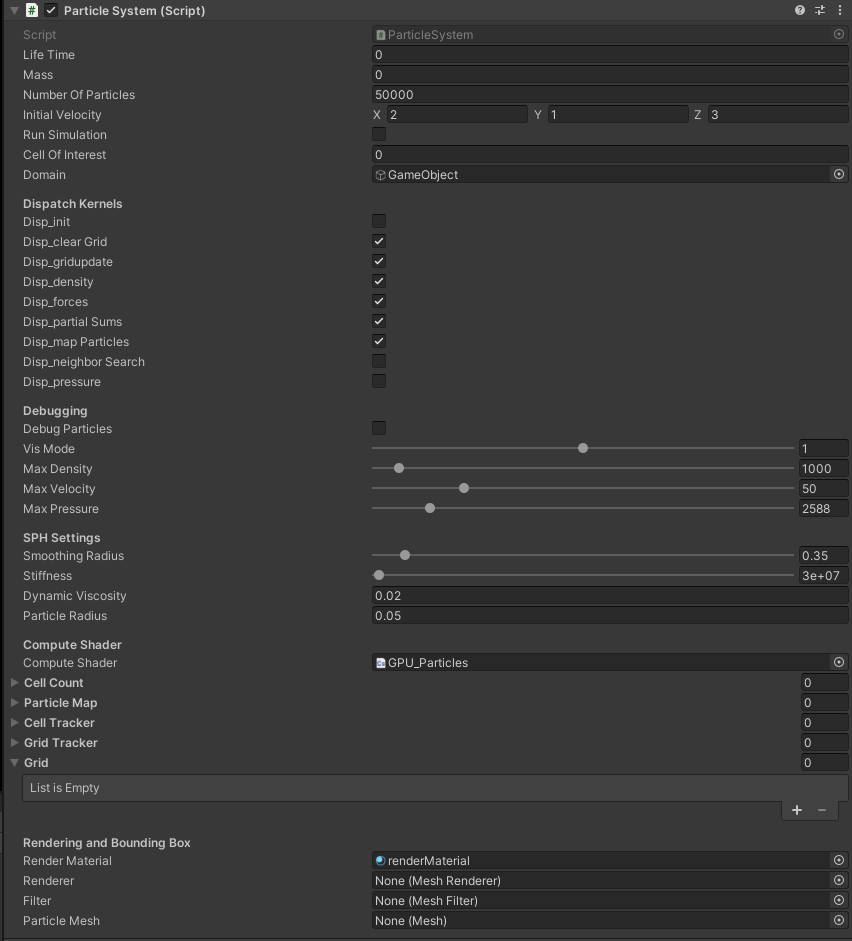 Particle System (Script)
Script ParticleSystem
Life Time 0
Mass 0
Number Of Particles 50000
Initial Velocity X 2 Y 1 Z 3
Run Simulation
Cell Of Interest 0
Domain GameObject
Dispatch Kernels
Disp_init
Disp_clear Grid
Disp_gridupdate
Disp_density
Disp_forces
Disp_partial Sums
Disp_map Particles
Disp_neighbor Search
Disp_pressure
Debugging
Debug Particles
Vis Mode 1
Max Density 1000
Max Velocity 50
Max Pressure 2588
SPH Settings
Smoothing Radius 0.35
Stiffness 3e+07
Dynamic Viscosity 0.02
Particle Radius 0.05
Compute Shader
Compute Shader GPU_Particles
Cell Count 0
Particle Map 0
Cell Tracker 0
Grid Tracker 0
Grid 0
List is Empty
+ −
Rendering and Bounding Box
Render Material renderMaterial
Renderer None (Mesh Renderer)
Filter None (Mesh Filter)
Particle Mesh None (Mesh)